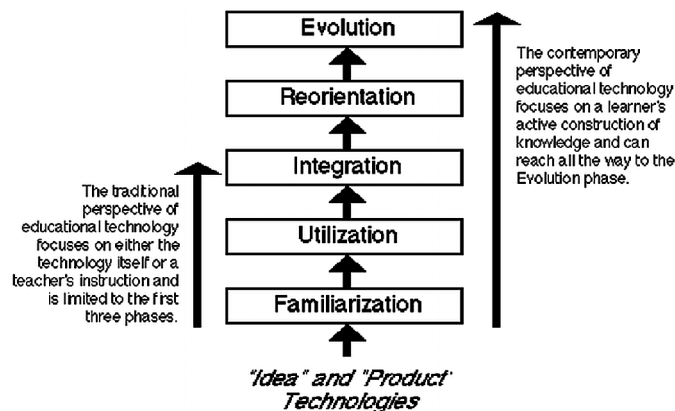 Evolution
Reorientation
Integration
Utilization
Familiarization
"Idea" and "Product"
Technologies
The traditional
perspective of
educational technology
focuses on either the
technology itself or a
teacher's instruction and
is limited to the first
three phases.
The contemporary
perspective of
educational technology
focuses on a learner's
active construction of
knowledge and can
reach all the way to the
Evolution phase.